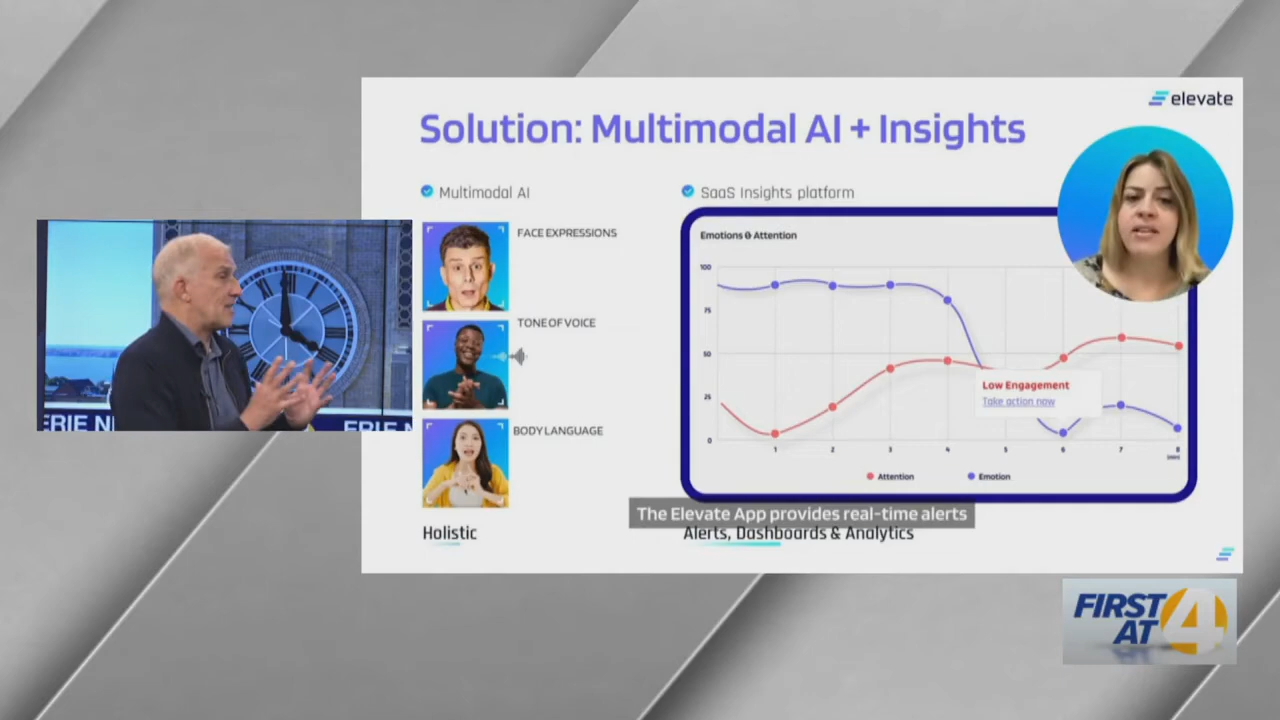 elevate
Solution: Multimodal AI + Insights
Multimodal AI
SaaS Insights platform
FACE EXPRESSIONS
TONE OF VOICE
BODY LANGUAGE
Holistic
Emotions & Attention
100
75
50
25
0
1 2 3 4 5 6 7 8
Low Engagement
Take action now
Attention Emotion
The Elevate App provides real-time alerts
Alerts, Dashboards & Analytics
ERIE N
ERIE
FIRST
AT 4